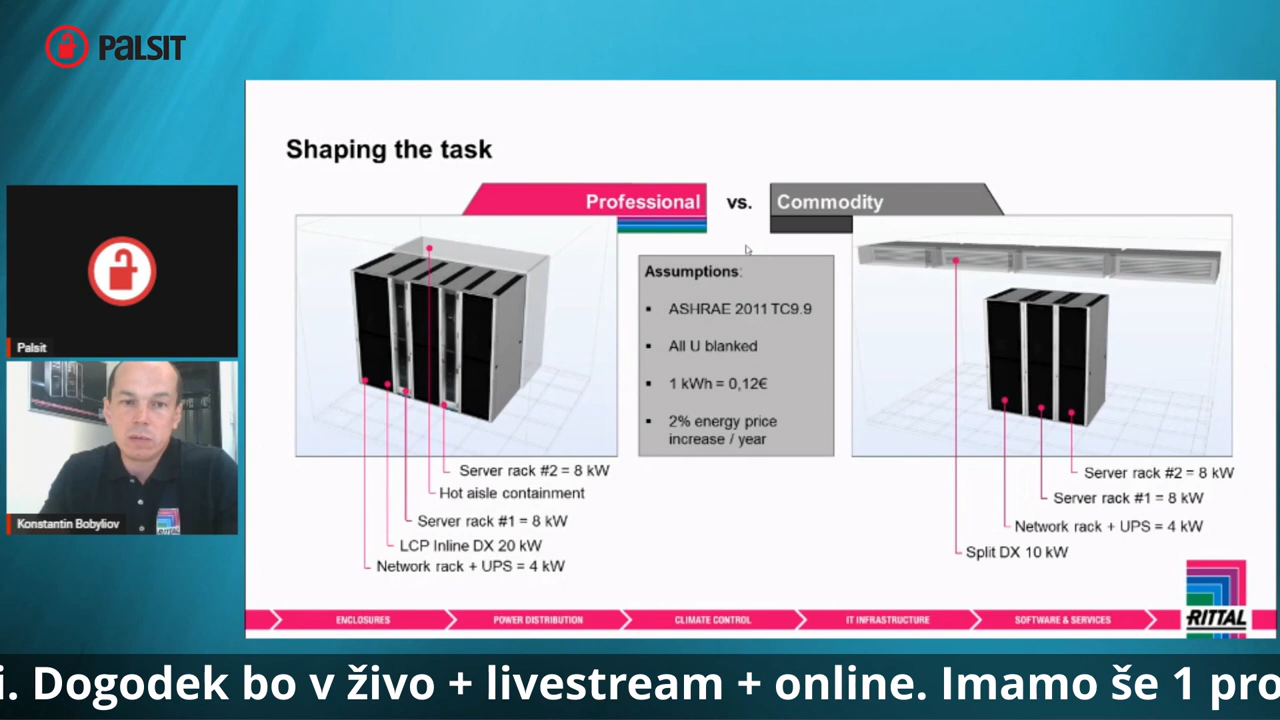 PALSIT
Shaping the task
Professional
vs.
Commodity
Assumptions:
▪ ASHRAE 2011 TC9.9
▪ All U blanked
▪ 1 kWh = 0,12€
▪ 2% energy price
increase / year
Server rack #2 = 8 kW
Hot aisle containment
Server rack #1 = 8 kW
LCP Inline DX 20 kW
Network rack + UPS = 4 kW
Server rack #2 = 8 kW
Server rack #1 = 8 kW
Network rack + UPS = 4 kW
Split DX 10 kW
Palsit
Konstantin Bobyliov
RITTAL
ENCLOSURES
POWER DISTRIBUTION
CLIMATE CONTROL
IT INFRASTRUCTURE
SOFTWARE & SERVICES
RITTAL
i. Dogodek bo v živo + livestream + online. Imamo še 1 pro